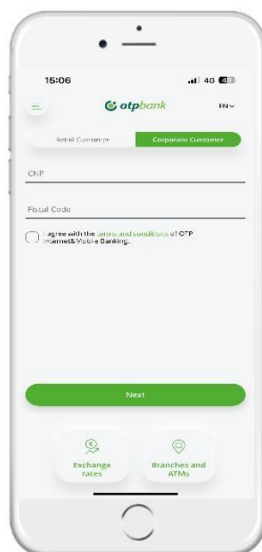 15:06
4G
otpbank
EN
Retail Customer
Corporate Customer
CNP
Fiscal Code
I agree with the terms and conditions of OTP
Internet&Mobile Banking.
Next
Exchange
rates
Branches and
ATMs